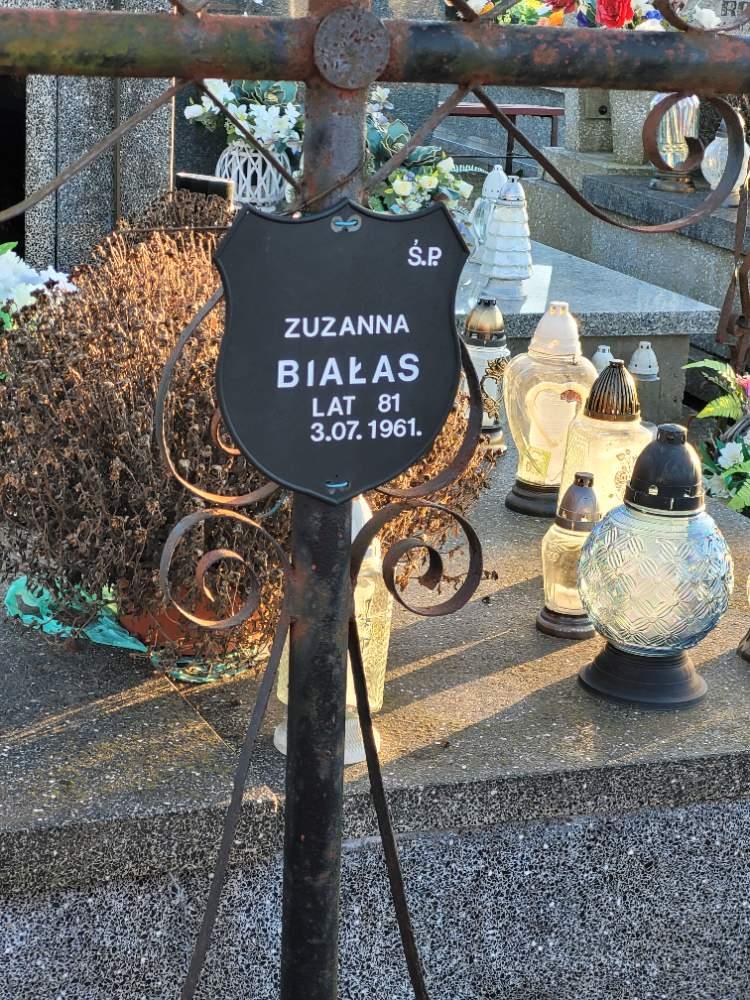 Ś.P.
ZUZANNA
BIAŁAS
LAT 81
3.07.1961.